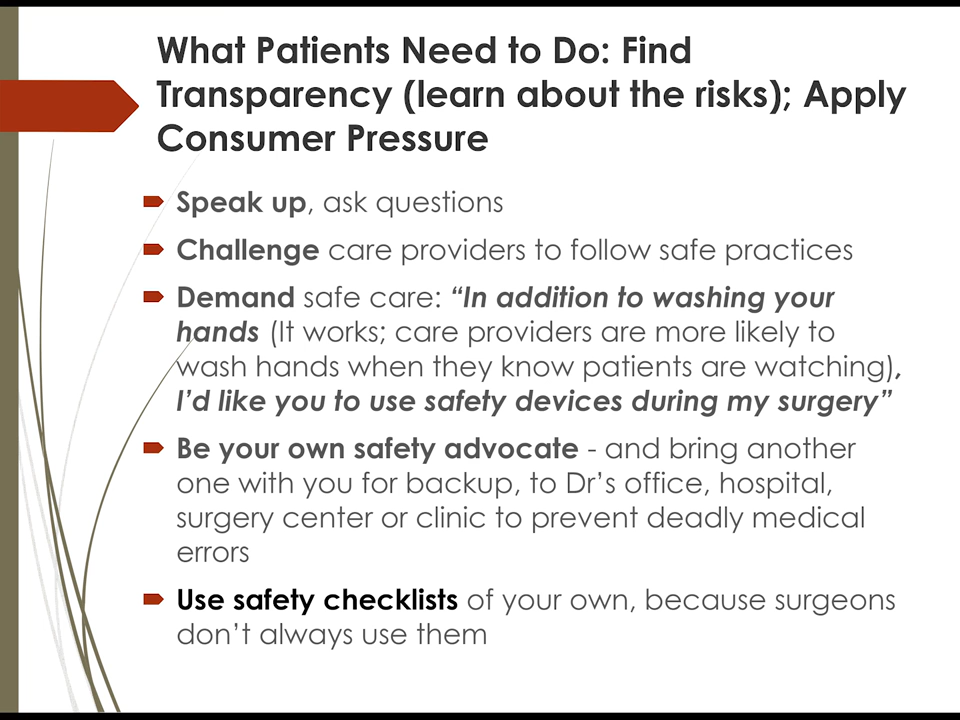 What Patients Need to Do: Find
Transparency (learn about the risks); Apply
Consumer Pressure
Speak up, ask questions
Challenge care providers to follow safe practices
Demand safe care: “In addition to washing your
hands (It works; care providers are more likely to
wash hands when they know patients are watching),
I’d like you to use safety devices during my surgery”
Be your own safety advocate - and bring another
one with you for backup, to Dr’s office, hospital,
surgery center or clinic to prevent deadly medical
errors
Use safety checklists of your own, because surgeons
don’t always use them